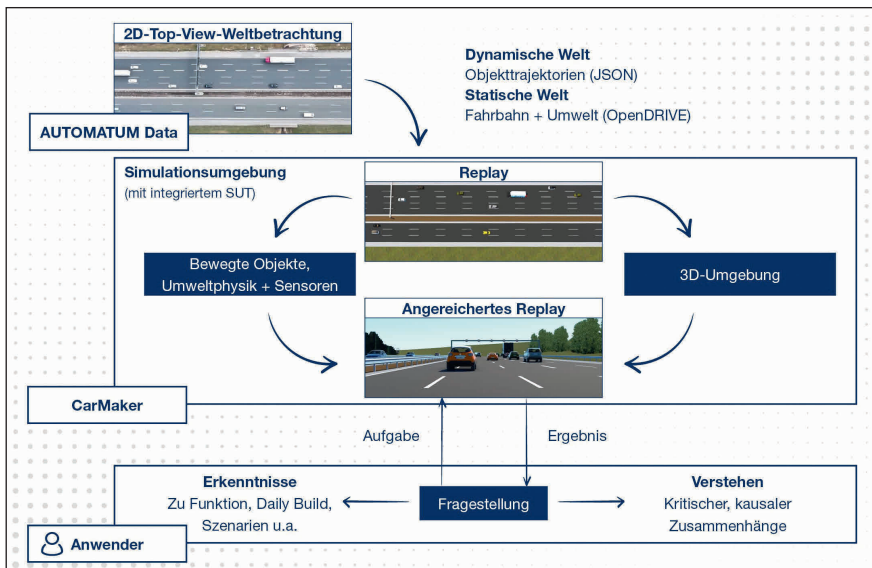 2D-Top-View-Weltbetrachtung
Dynamische Welt
Objekttrajektorien (JSON)
Statische Welt
Fahrbahn + Umwelt (OpenDRIVE)
AUTOMATUM Data
Simulationsumgebung
(mit integriertem SUT)
Replay
Bewegte Objekte,
Umweltphysik + Sensoren
3D-Umgebung
Angereichertes Replay
CarMaker
Aufgabe
Ergebnis
Erkenntnisse
Zu Funktion, Daily Build,
Szenarien u.a.
Fragestellung
Verstehen
Kritischer, kausaler
Zusammenhänge
Anwender